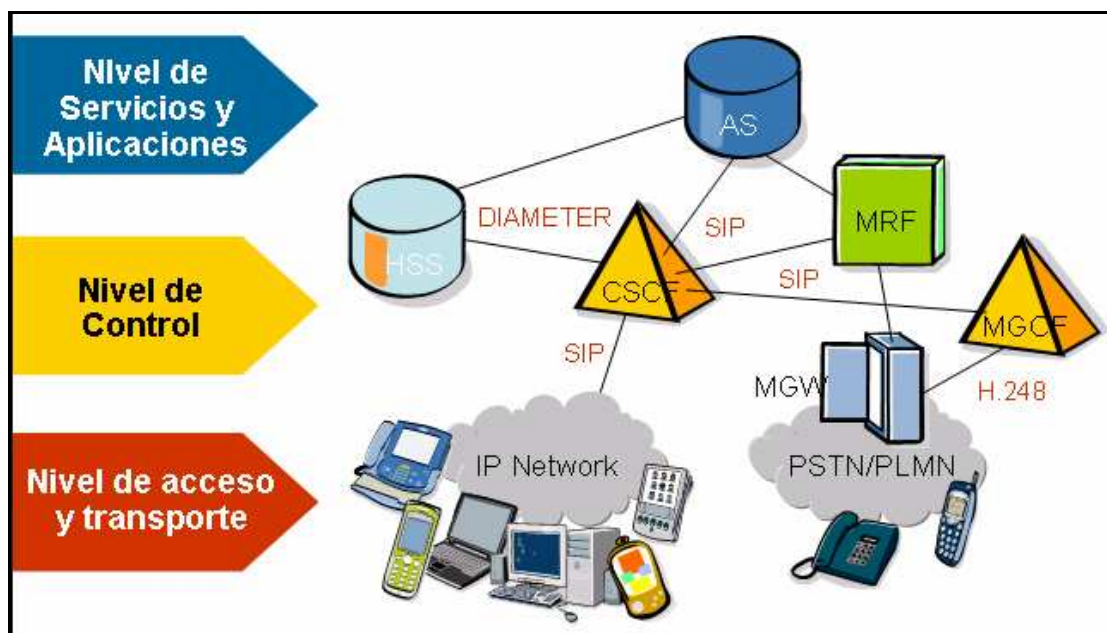 NIvel de
Servicios y
Aplicaciones
AS
DIAMETER
SIP
MRF
HSS
CSCF
SIP
Nivel de
Control
MGCF
SIP
MGW
H.248
IP Network
PSTN/PLMN
Nivel de acceso
y transporte